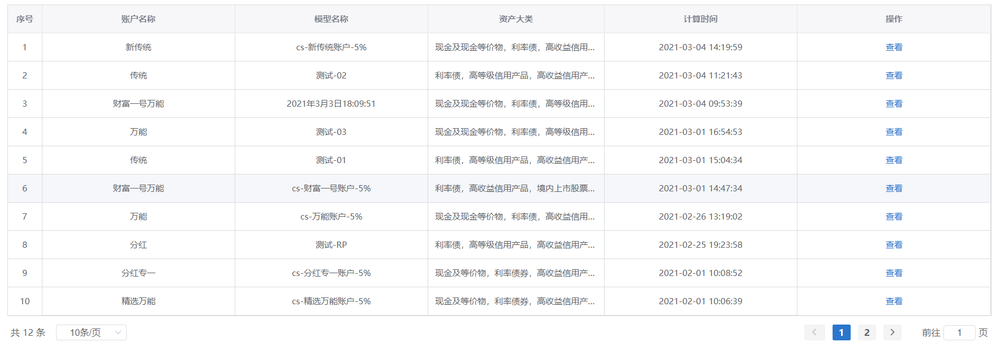 序号 账户名称 模型名称 资产大类 计算时间 操作
1 新传统 cs-新传统账户-5% 现金及现金等价物，利率债，高收益信用... 2021-03-04 14:19:59 查看
2 传统 测试-02 利率债，高等级信用产品，高收益信用产... 2021-03-04 11:21:43 查看
3 财富一号万能 2021年3月3日18:09:51 现金及现金等价物，利率债，高等级信用... 2021-03-04 09:53:39 查看
4 万能 测试-03 现金及现金等价物，利率债，高等级信用... 2021-03-01 16:54:53 查看
5 传统 测试-01 利率债，高等级信用产品，高收益信用产... 2021-03-01 15:04:34 查看
6 财富一号万能 cs-财富一号账户-5% 利率债，高收益信用产品，境内上市股票... 2021-03-01 14:47:34 查看
7 万能 cs-万能账户-5% 现金及现金等价物，利率债，高收益信用... 2021-02-26 13:19:02 查看
8 分红 测试-RP 利率债，高等级信用产品，高收益信用产... 2021-02-25 19:23:58 查看
9 分红专一 cs-分红专一账户-5% 现金及等价物，利率债券，高收益信用产... 2021-02-01 10:08:52 查看
10 精选万能 cs-精选万能账户-5% 现金及等价物，利率债券，高收益信用产... 2021-02-01 10:06:39 查看
共 12 条 10条/页 1 2 前往 1 页